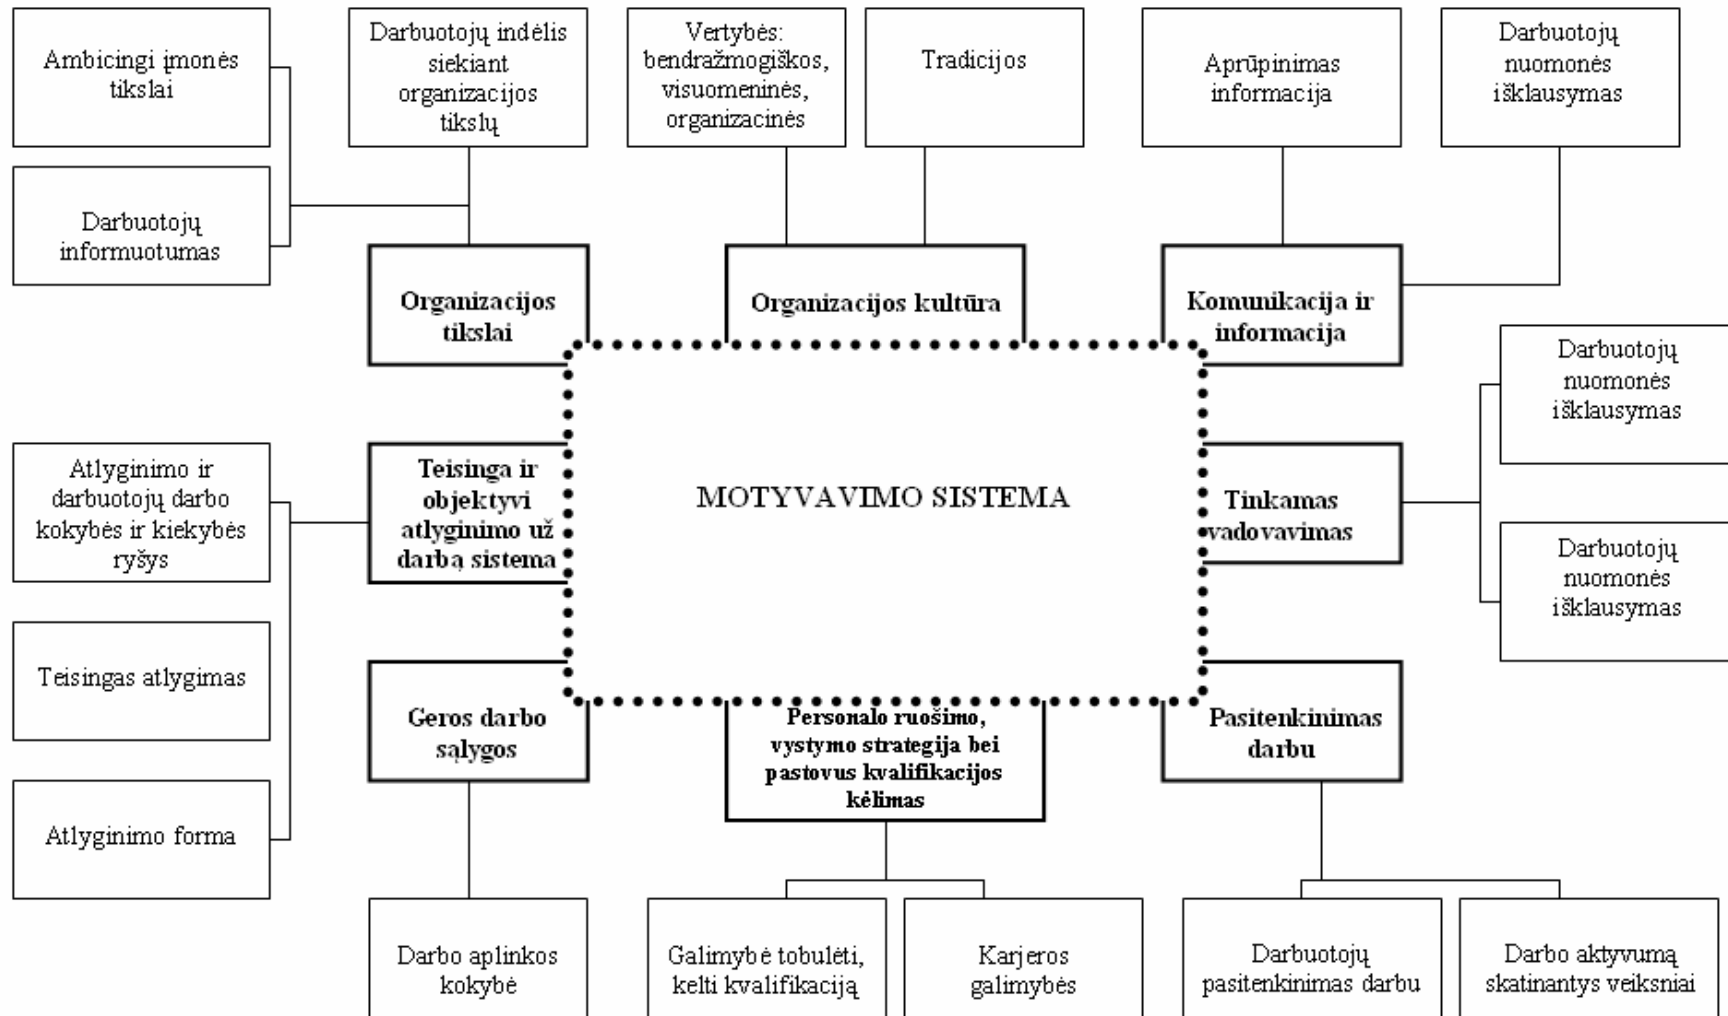 Ambicingi įmonės
tikslai
Darbuotojų indėlis
siekiant
organizacijos
tikslų
Vertybės:
bendražmogiškos,
visuomeninės,
organizacinės
Tradicijos
Aprūpinimas
informacija
Darbuotojų
nuomonės
išklausymas
Darbuotojų
informuotumas
Organizacijos
tikslai
Organizacijos kultūra
Komunikacija ir
informacija
Darbuotojų
nuomonės
išklausymas
Atlyginimo ir
darbuotojų darbo
kokybės ir kiekybės
ryšys
Teisinga ir
objektyvi
atlyginimo už
darbą sistema
MOTYVAVIMO SISTEMA
Tinkamas
vadovavimas
Darbuotojų
nuomonės
išklausymas
Teisingas atlygimas
Geros darbo
sąlygos
Personalo ruošimo,
vystymo strategija bei
pastovus kvalifikacijos
kėlimas
Pasitenkinimas
darbu
Atlyginimo forma
Darbo aplinkos
kokybė
Galimybė tobulėti,
kelti kvalifikaciją
Karjeros
galimybės
Darbuotojų
pasitenkinimas darbu
Darbo aktyvumą
skatinantys veiksniai